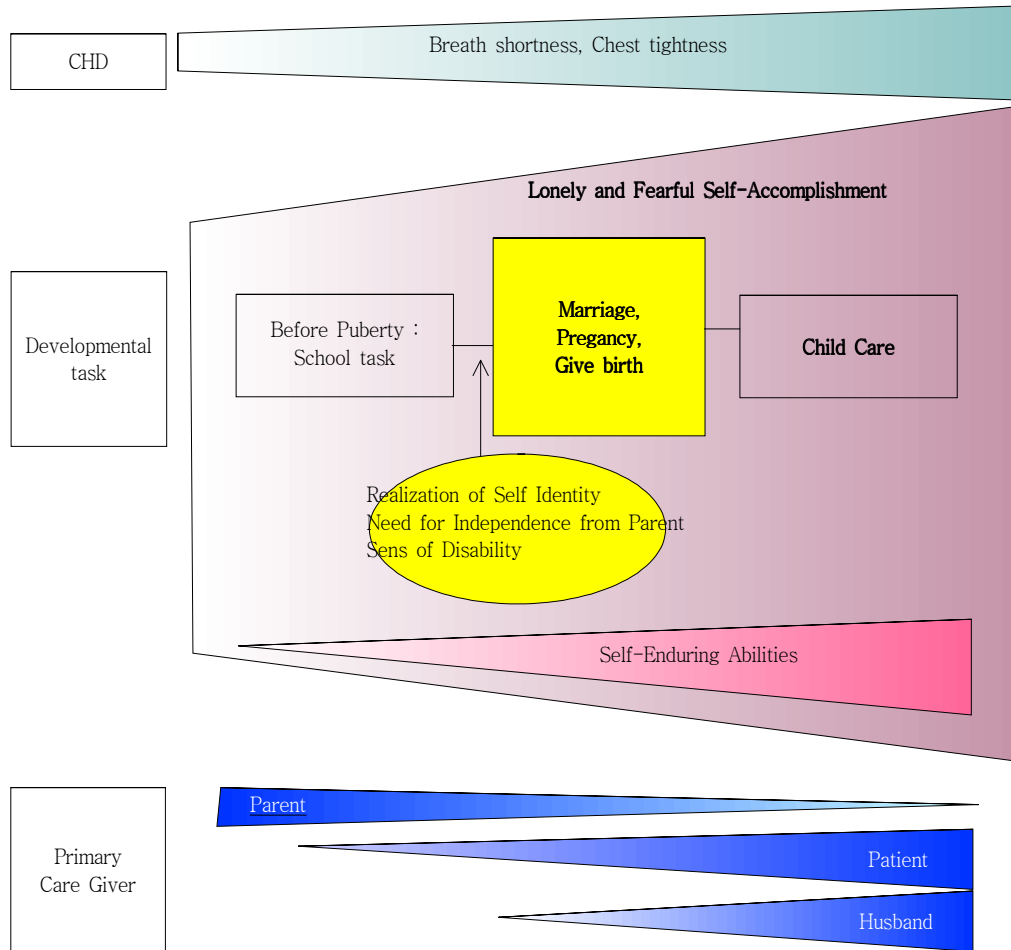 CHD
Breath shortness, Chest tightness
Lonely and Fearful Self-Accomplishment
Developmental
task
Before Puberty :
School task
Marriage,
Pregancy,
Give birth
Child Care
Realization of Self Identity
Need for Independence from Parent
Sens of Disability
Self-Enduring Abilities
Primary
Care Giver
Parent
Patient
Husband